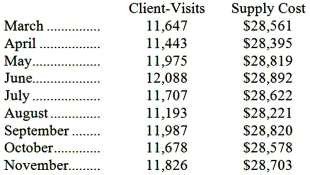 Client-Visits Supply Cost
March ............... 11,647 $28,561
April ................ 11,443 $28,395
May................... 11,975 $28,819
June.................. 12,088 $28,892
July ................. 11,707 $28,622
August ............. 11,193 $28,221
September ........ 11,987 $28,820
October............. 11,678 $28,578
November......... 11,826 $28,703